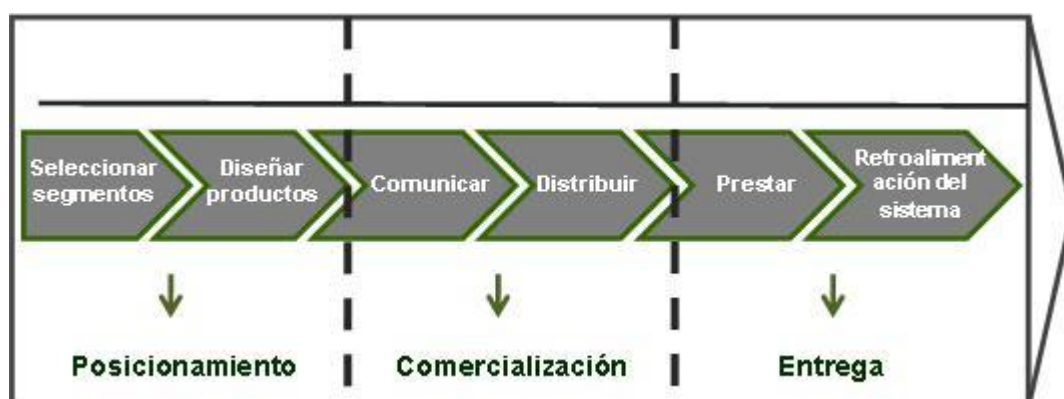 Seleccionar
segmentos
Diseñar
productos
Comunicar
Distribuir
Prestar
Retroaliment
ación del
sistema
Posicionamiento
Comercialización
Entrega